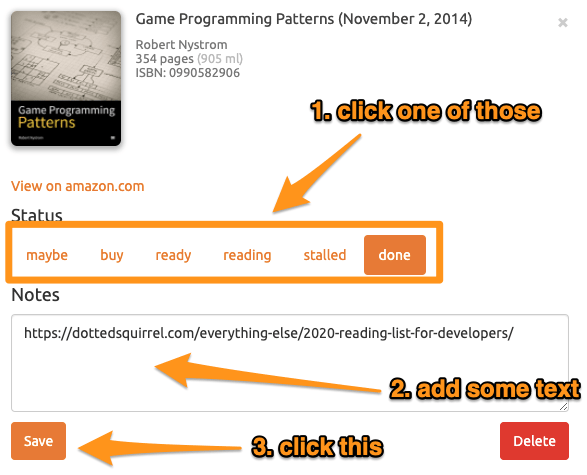 Game Programming Patterns (November 2, 2014)
×
Robert Nystrom
354 pages (905 ml)
ISBN: 0990582906
Game Programming
Patterns
Robert Nystrom
1. click one of those
View on amazon.com
Status
maybe buy ready reading stalled done
Notes
https://dottedsquirrel.com/everything-else/2020-reading-list-for-developers/
2. add some text
Save
3. click this
Delete